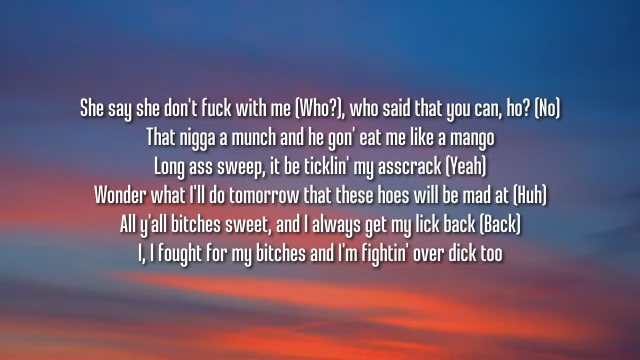 She say she don't fuck with me (Who?), who said that you can, ho? (No)
That nigga a munch and he gon' eat me like a mango
Long ass sweep, it be ticklin' my asscrack (Yeah)
Wonder what I'll do tomorrow that these hoes will be mad at (Huh)
All y'all bitches sweet, and I always get my lick back (Back)
I, I fought for my bitches and I'm fightin' over dick too